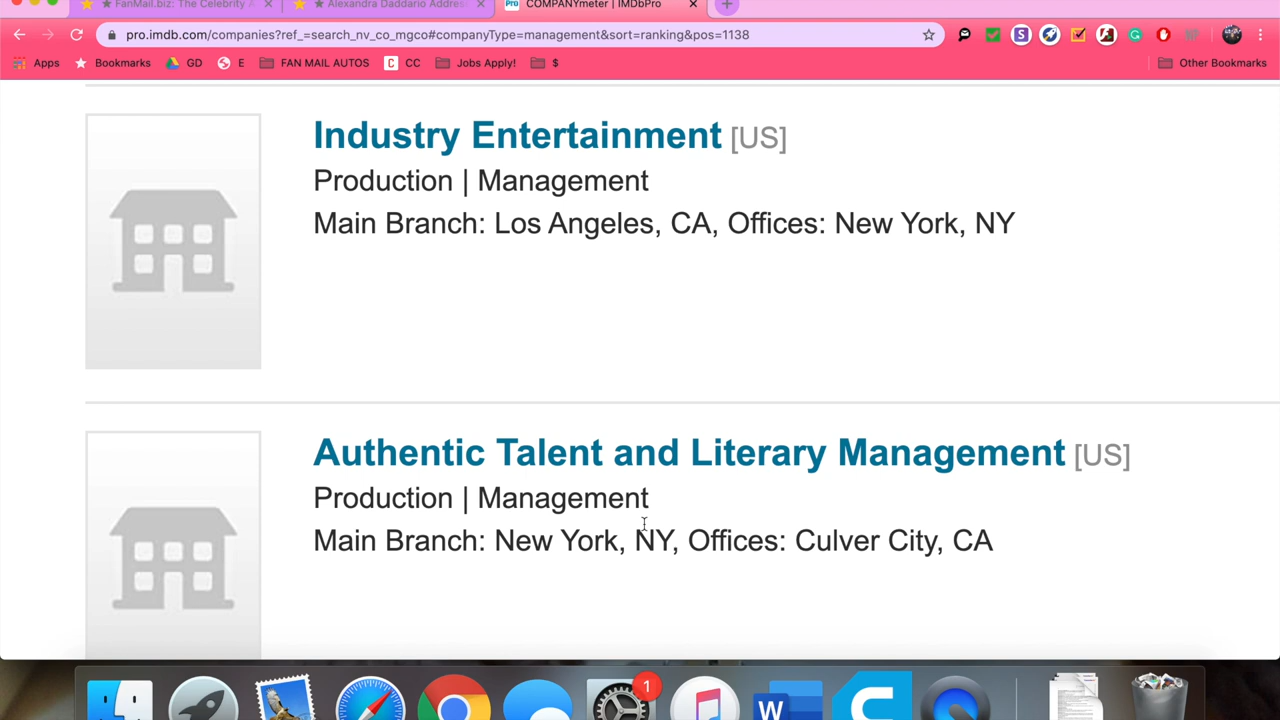 ★ FanMail.biz: The Celebrity A
★ Alexandra Daddario Addres
Pro COMPANYmeter | IMDbPro
pro.imdb.com/companies?ref_=search_nv_co_mgco#companyType=management&sort=ranking&pos=1138
Apps Bookmarks GD E FAN MAIL AUTOS C CC Jobs Apply! $ Other Bookmarks
Industry Entertainment [US]
Production | Management
Main Branch: Los Angeles, CA, Offices: New York, NY
Authentic Talent and Literary Management [US]
Production | Management
Main Branch: New York, NY, Offices: Culver City, CA
1
W